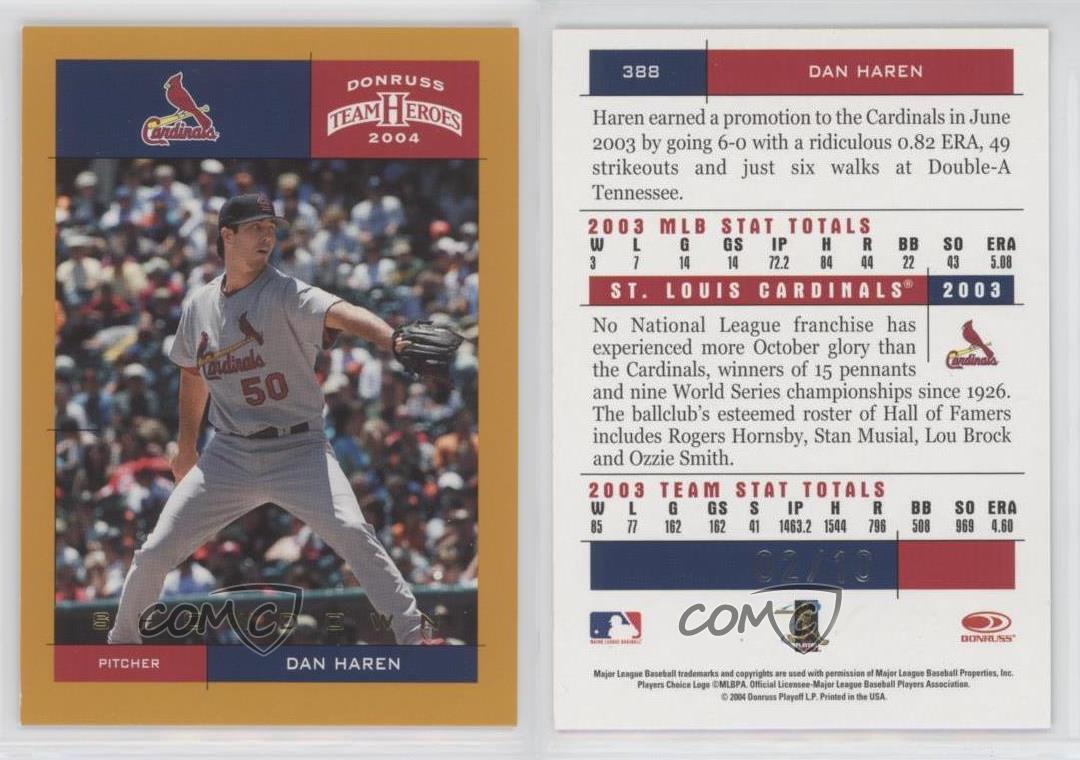 Cardinals
DONRUSS
TEAM HEROES
2004
Cardinals
50
COMC
PITCHER
DAN HAREN
388
DAN HAREN
Haren earned a promotion to the Cardinals in June
2003 by going 6-0 with a ridiculous 0.82 ERA, 49
strikeouts and just six walks at Double-A
Tennessee.
2003 MLB STAT TOTALS
W L G GS IP H R BB SO ERA
3 7 14 14 72.2 84 44 22 43 5.08
ST. LOUIS CARDINALS® 2003
No National League franchise has
experienced more October glory than
the Cardinals, winners of 15 pennants
and nine World Series championships since 1926.
The ballclub's esteemed roster of Hall of Famers
includes Rogers Hornsby, Stan Musial, Lou Brock
and Ozzie Smith.
Cardinals
2003 TEAM STAT TOTALS
W L G GS S IP H R BB SO ERA
85 77 162 162 41 1463.2 1544 796 508 969 4.60
02/10
COMC
MAJOR LEAGUE BASEBALL
DONRUSS
Major League Baseball trademarks and copyrights are used with permission of Major League Baseball Properties, Inc.
Players Choice Logo ©MLBPA. Official Licensee-Major League Baseball Players Association.
© 2004 Donruss Playoff L.P. Printed in the USA.